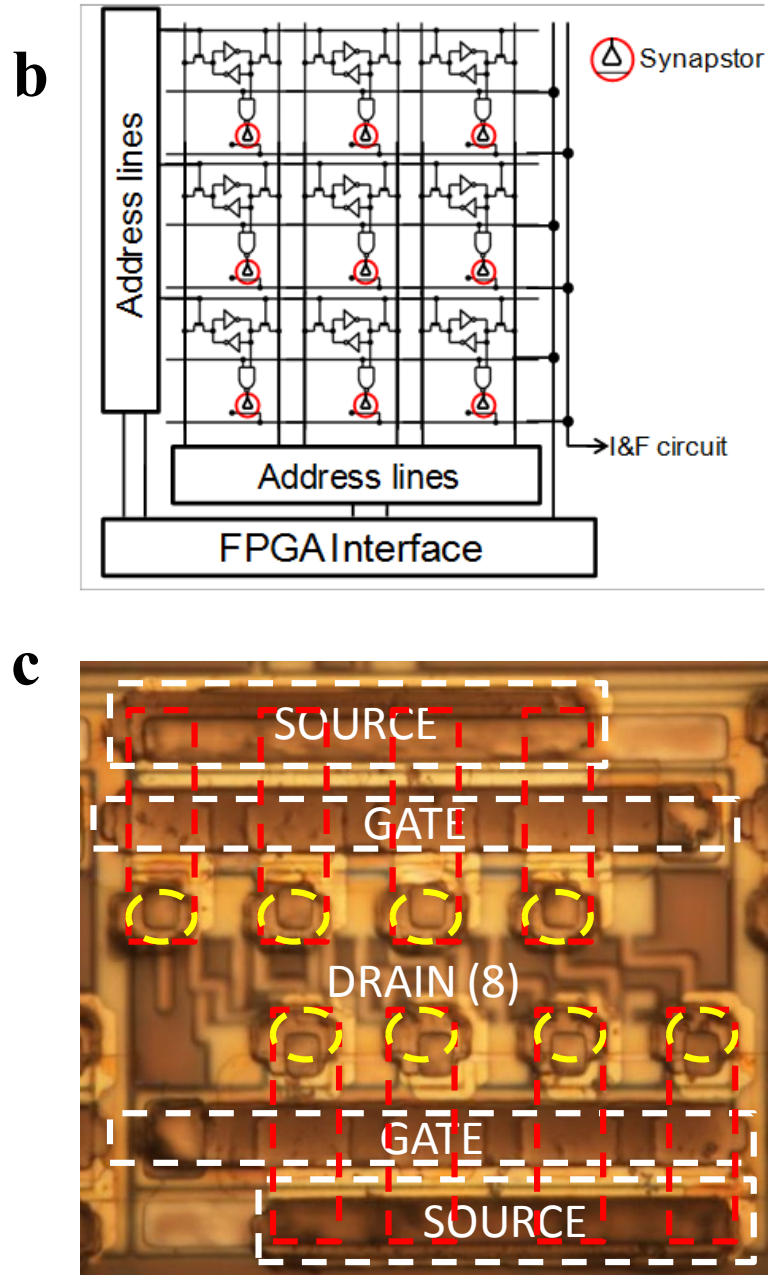 b
Synapstor
Address lines
I&F circuit
Address lines
FPGA Interface
c
SOURCE
GATE
DRAIN (8)
GATE
SOURCE